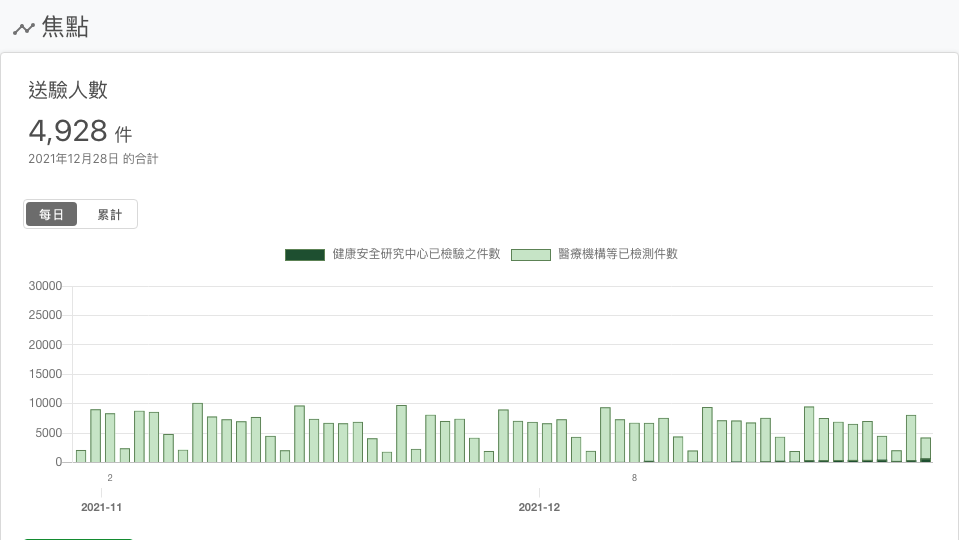 焦點
送驗人數
4,928 件
2021年12月28日 的合計
每日 累計
健康安全研究中心已檢驗之件數 醫療機構等已檢測件數
30000
25000
20000
15000
10000
5000
0
2 8
2021-11 2021-12